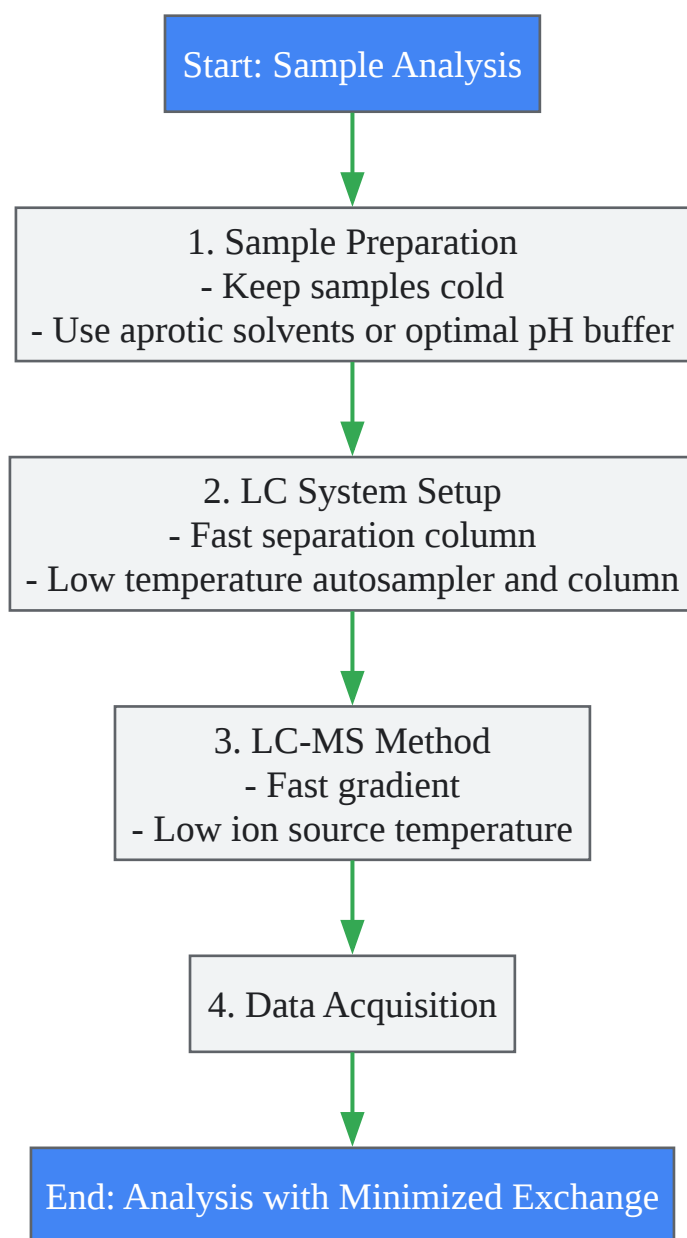 Start: Sample Analysis
1. Sample Preparation
- Keep samples cold
- Use aprotic solvents or optimal pH buffer
2. LC System Setup
- Fast separation column
- Low temperature autosampler and column
3. LC-MS Method
- Fast gradient
- Low ion source temperature
4. Data Acquisition
End: Analysis with Minimized Exchange